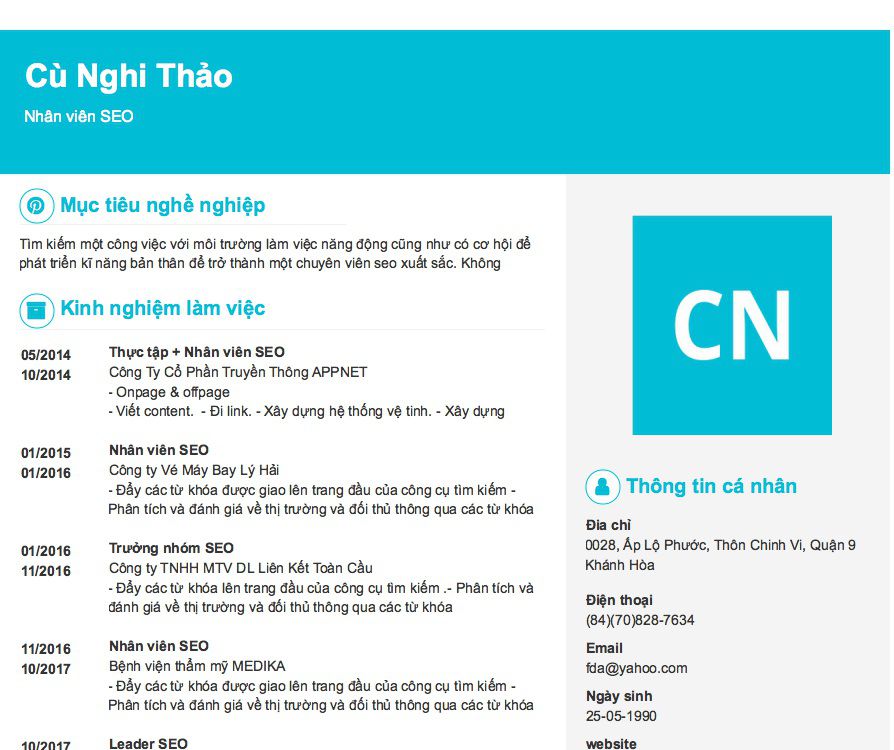 Cù Nghi Thảo
Nhân viên SEO
Mục tiêu nghề nghiệp
Tìm kiếm một công việc với môi trường làm việc năng động cũng như có cơ hội để
phát triển kĩ năng bản thân để trở thành một chuyên viên seo xuất sắc. Không
Kinh nghiệm làm việc
05/2014
10/2014
Thực tập + Nhân viên SEO
Công Ty Cổ Phần Truyền Thông APPNET
- Onpage & offpage
- Viết content.  - Đi link. - Xây dựng hệ thống vệ tinh. - Xây dựng
01/2015
01/2016
Nhân viên SEO
Công ty Vé Máy Bay Lý Hải
- Đẩy các từ khóa được giao lên trang đầu của công cụ tìm kiếm -
Phân tích và đánh giá về thị trường và đối thủ thông qua các từ khóa
01/2016
11/2016
Trưởng nhóm SEO
Công ty TNHH MTV DL Liên Kết Toàn Cầu
- Đẩy các từ khóa lên trang đầu của công cụ tìm kiếm .- Phân tích và
đánh giá về thị trường và đối thủ thông qua các từ khóa
11/2016
10/2017
Nhân viên SEO
Bệnh viện thẩm mỹ MEDIKA
- Đẩy các từ khóa được giao lên trang đầu của công cụ tìm kiếm -
Phân tích và đánh giá về thị trường và đối thủ thông qua các từ khóa
10/2017
Leader SEO
CN
Thông tin cá nhân
Địa chỉ
0028, Ấp Lộ Phước, Thôn Chinh Vi, Quận 9
Khánh Hòa
Điện thoại
(84)(70)828-7634
Email
fda@yahoo.com
Ngày sinh
25-05-1990
website